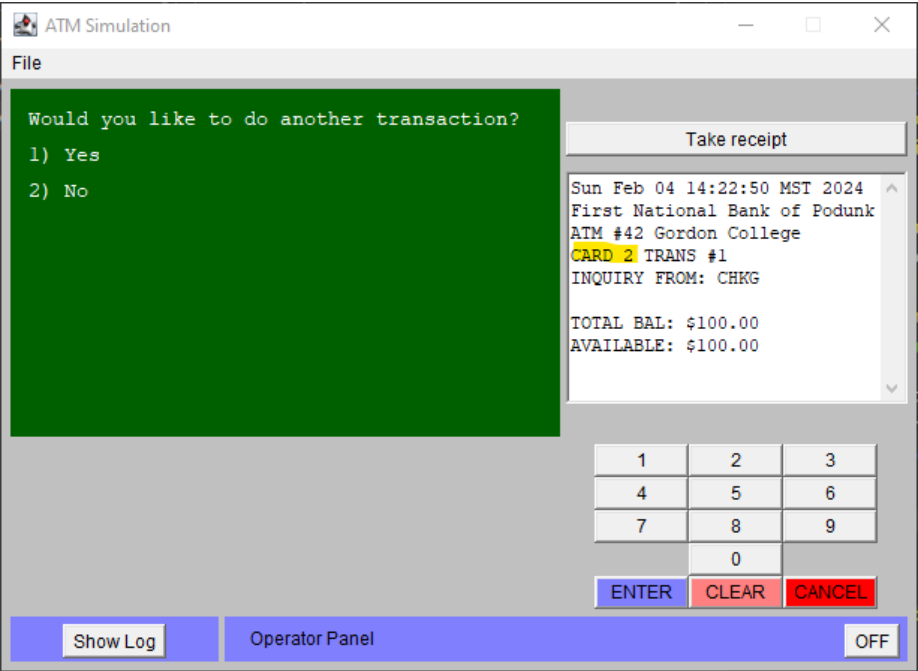 ATM Simulation
File
Would you like to do another transaction?
1) Yes
2) No
Take receipt
Sun Feb 04 14:22:50 MST 2024
First National Bank of Podunk
ATM #42 Gordon College
CARD 2 TRANS #1
INQUIRY FROM: CHKG
TOTAL BAL: $100.00
AVAILABLE: $100.00
1 2 3
4 5 6
7 8 9
0
ENTER CLEAR CANCEL
Show Log
Operator Panel
OFF